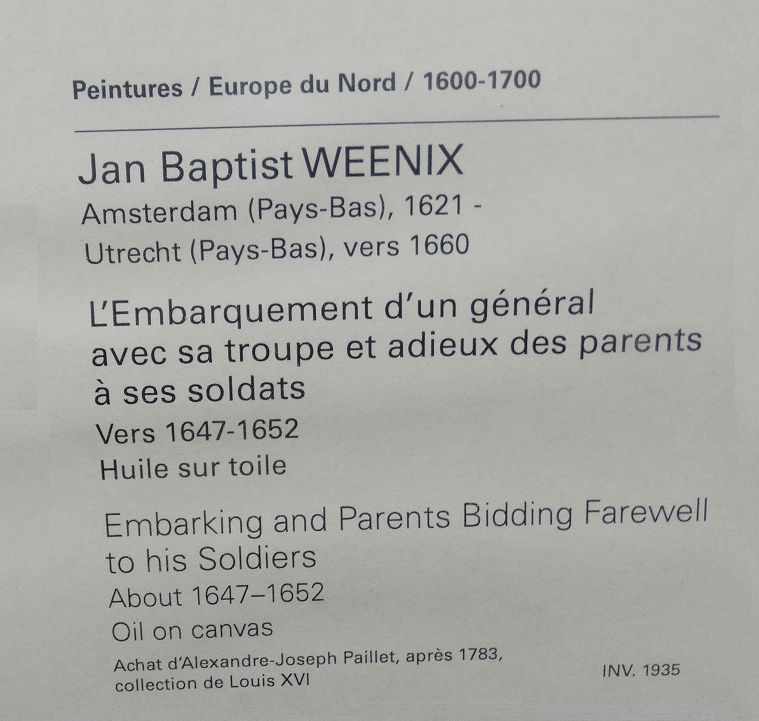 Peintures / Europe du Nord / 1600-1700
Jan Baptist WEENIX
Amsterdam (Pays-Bas), 1621 -
Utrecht (Pays-Bas), vers 1660
L'Embarquement d'un général
avec sa troupe et adieux des parents
à ses soldats
Vers 1647-1652
Huile sur toile
Embarking and Parents Bidding Farewell
to his Soldiers
About 1647–1652
Oil on canvas
Achat d'Alexandre-Joseph Paillet, après 1783,
collection de Louis XVI
INV. 1935